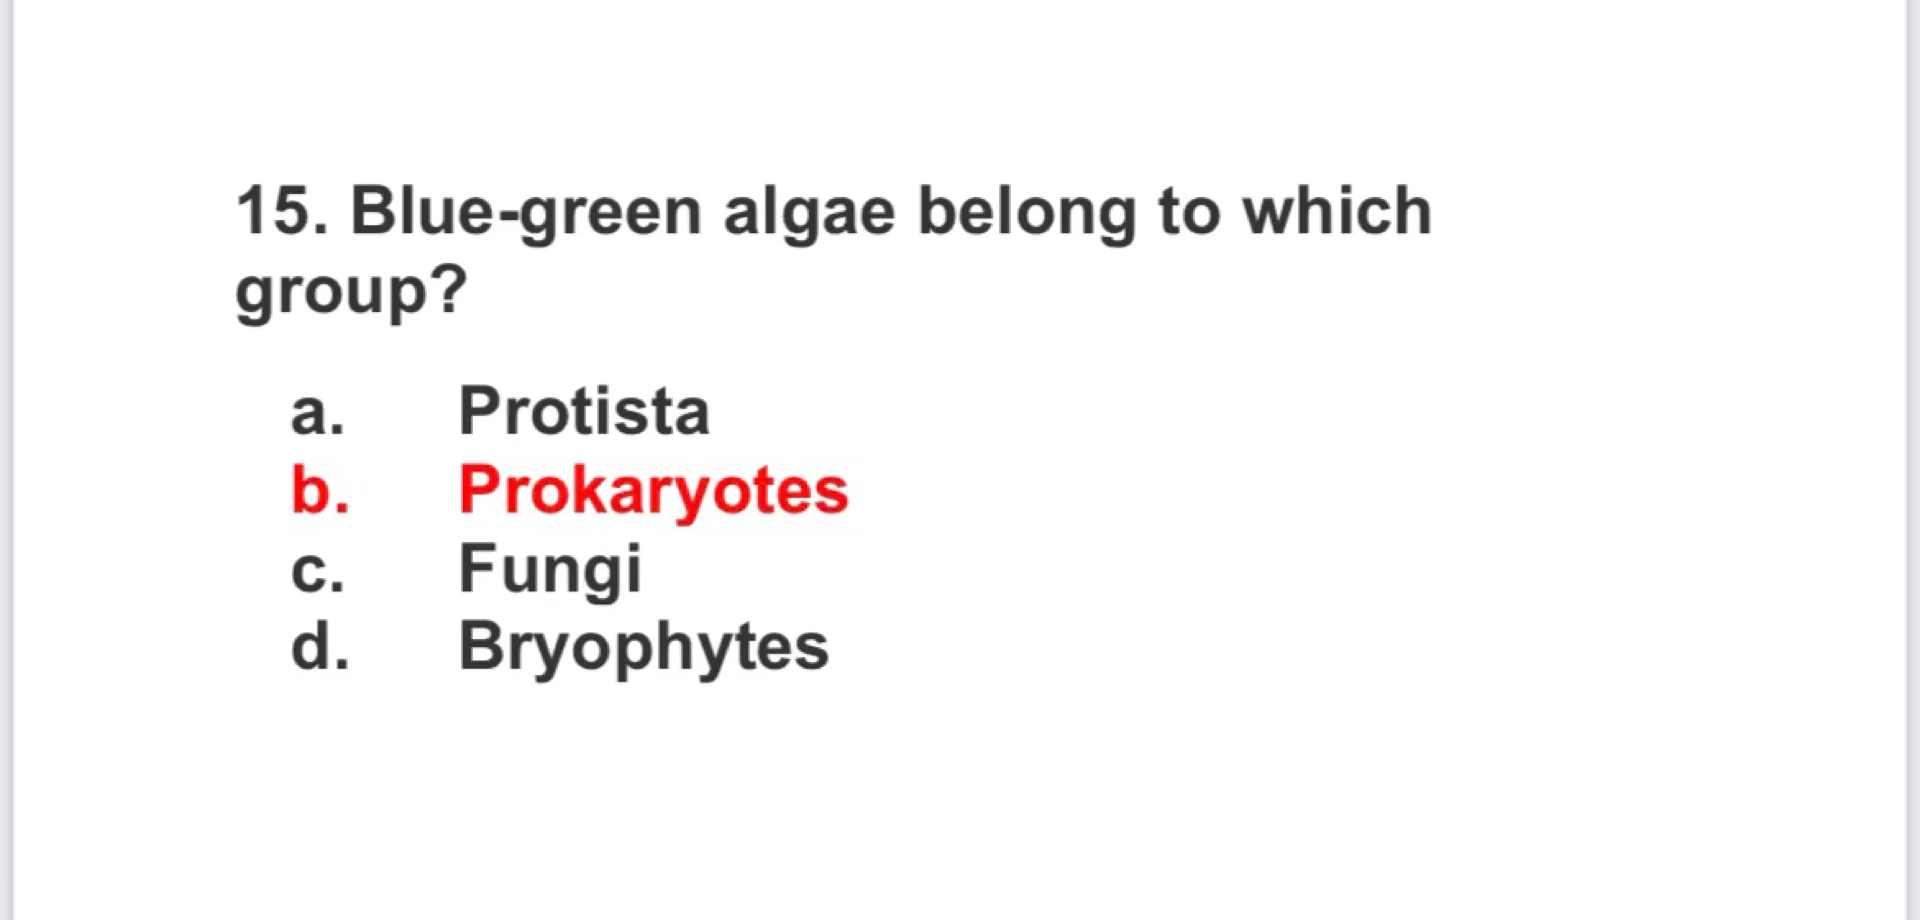 15. Blue-green algae belong to which
group?
a. Protista
b. Prokaryotes
c. Fungi
d. Bryophytes